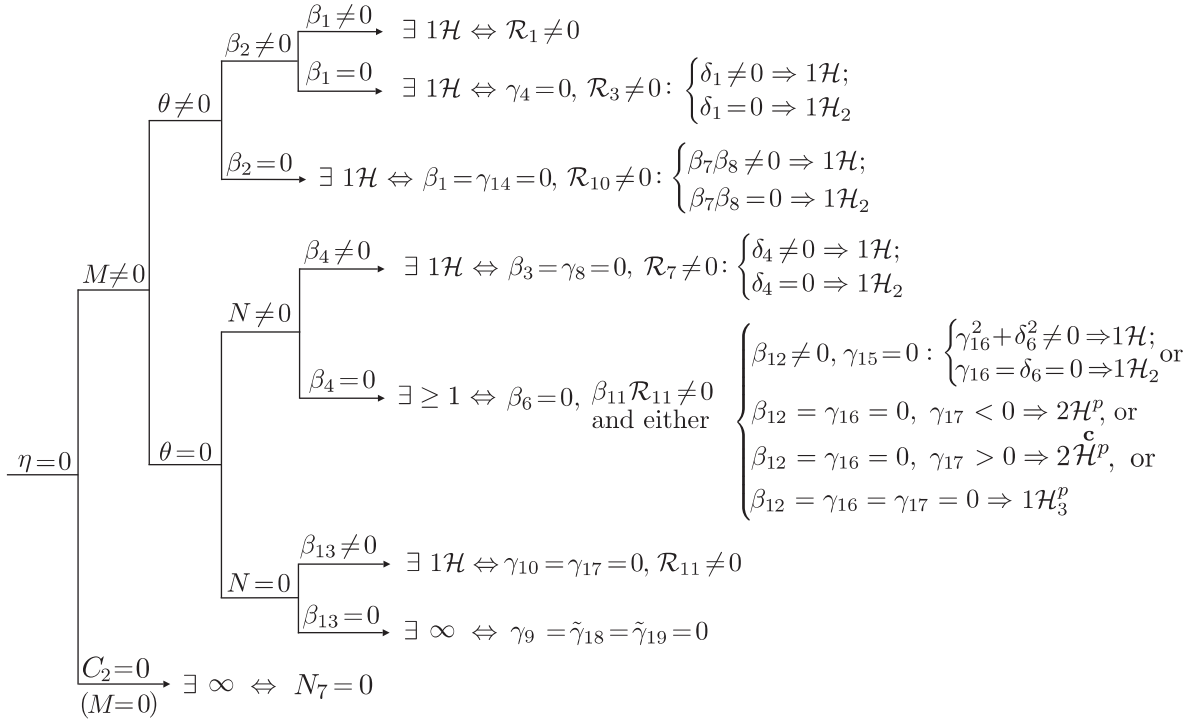 β₁≠0
∃ 1ℋ ⇔ ℛ₁≠0
β₂≠0
β₁=0
∃ 1ℋ ⇔ γ₄=0, ℛ₃≠0: { δ₁≠0 ⇒ 1ℋ;
δ₁=0 ⇒ 1ℋ₂
θ≠0
β₂=0
∃ 1ℋ ⇔ β₁=γ₁₄=0, ℛ₁₀≠0: { β₇β₈≠0 ⇒ 1ℋ;
β₇β₈=0 ⇒ 1ℋ₂
M≠0
β₄≠0
∃ 1ℋ ⇔ β₃=γ₈=0, ℛ₇≠0: { δ₄≠0 ⇒ 1ℋ;
δ₄=0 ⇒ 1ℋ₂
N≠0
β₄=0
∃ ≥ 1 ⇔ β₆=0, β₁₁ℛ₁₁≠0
and either
β₁₂≠0, γ₁₅=0 : { γ₁₆²+δ₆²≠0 ⇒1ℋ;
γ₁₆=δ₆=0 ⇒1ℋ₂ or
β₁₂ = γ₁₆ = 0, γ₁₇ < 0 ⇒ 2ℋᵖ, or
β₁₂ = γ₁₆ = 0, γ₁₇ > 0 ⇒ 2ℋᶜᵖ, or
β₁₂ = γ₁₆ = γ₁₇ = 0 ⇒ 1ℋ₃ᵖ
η=0
θ=0
β₁₃≠0
∃ 1ℋ ⇔ γ₁₀=γ₁₇=0, ℛ₁₁≠0
N=0
β₁₃=0
∃ ∞ ⇔ γ₉ =γ̃₁₈=γ̃₁₉=0
C₂=0
(M=0)
∃ ∞ ⇔ N₇=0